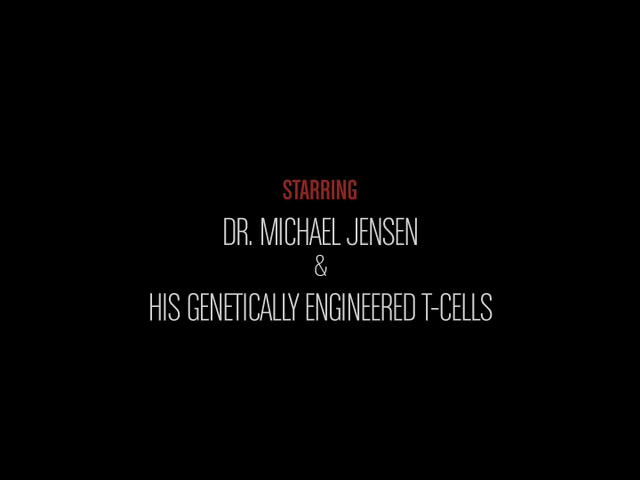 STARRING
DR. MICHAEL JENSEN
&
HIS GENETICALLY ENGINEERED T-CELLS